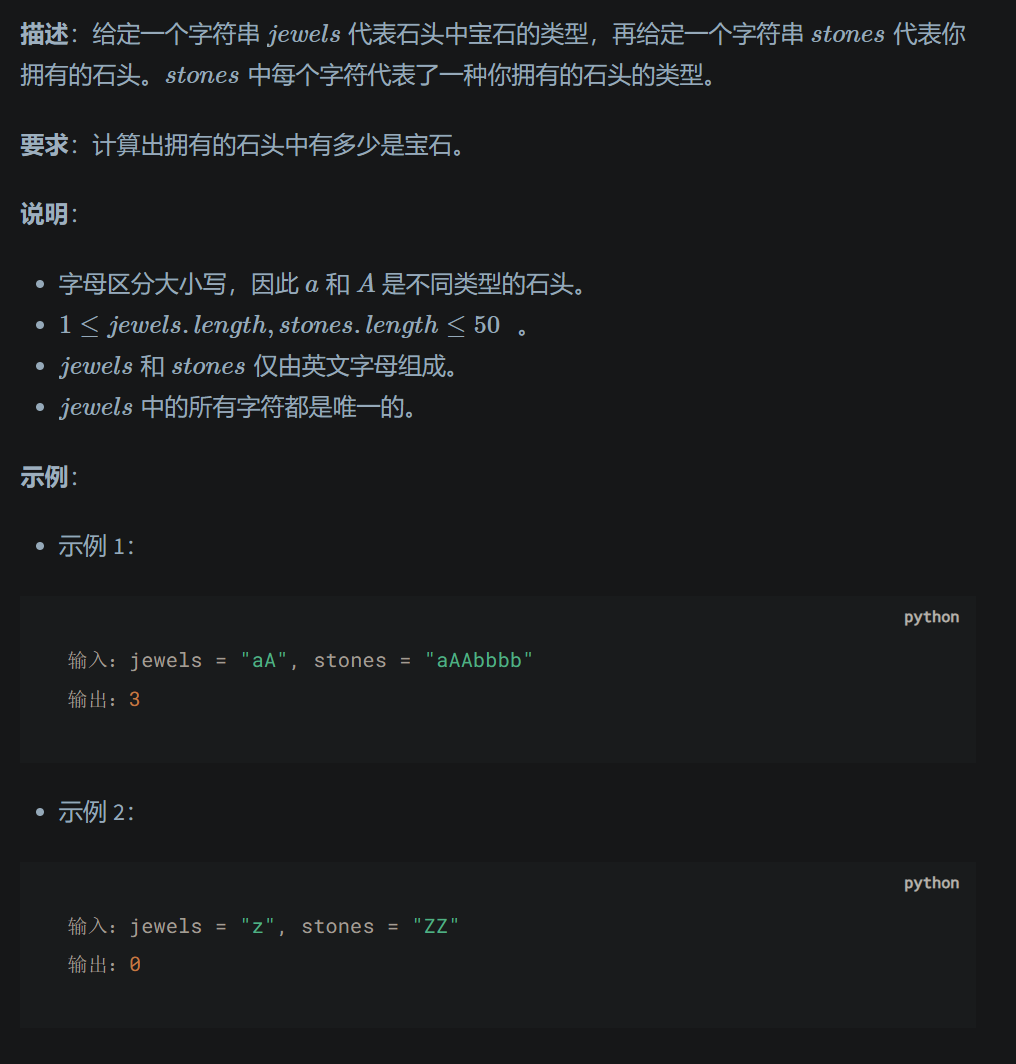 描述：给定一个字符串 jewels 代表石头中宝石的类型，再给定一个字符串 stones 代表你
拥有的石头。stones 中每个字符代表了一种你拥有的石头的类型。
要求：计算出拥有的石头中有多少是宝石。
说明：
• 字母区分大小写，因此 a 和 A 是不同类型的石头。
• 1 ≤ jewels.length, stones.length ≤ 50 。
• jewels 和 stones 仅由英文字母组成。
• jewels 中的所有字符都是唯一的。
示例：
• 示例 1：
python
输入：jewels = "aA", stones = "aAAbbbb"
输出：3
• 示例 2：
python
输入：jewels = "z", stones = "ZZ"
输出：0